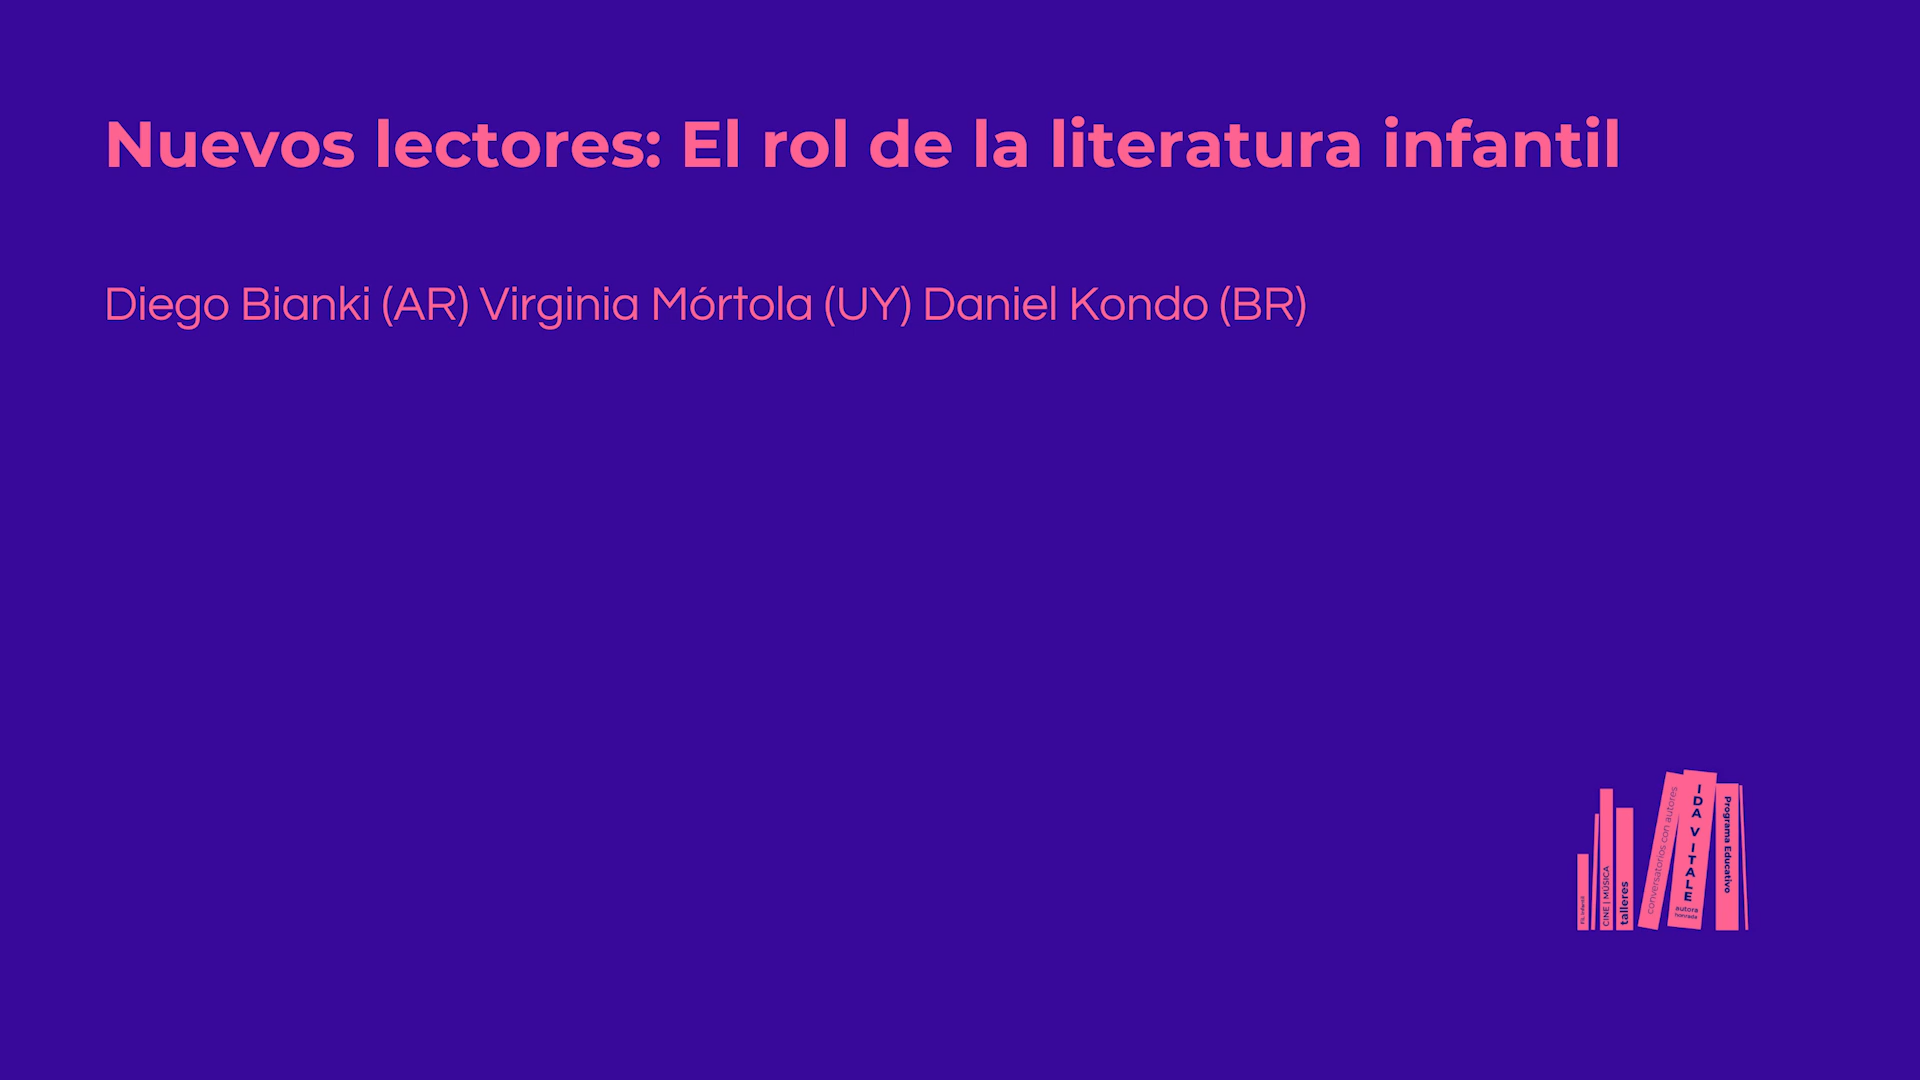 Nuevos lectores: El rol de la literatura infantil
Diego Bianki (AR) Virginia Mórtola (UY) Daniel Kondo (BR)
CINE | MÚSICA
talleres
conversatorios con autores
IDA VITALE
autora
honrada
Programa Educativo